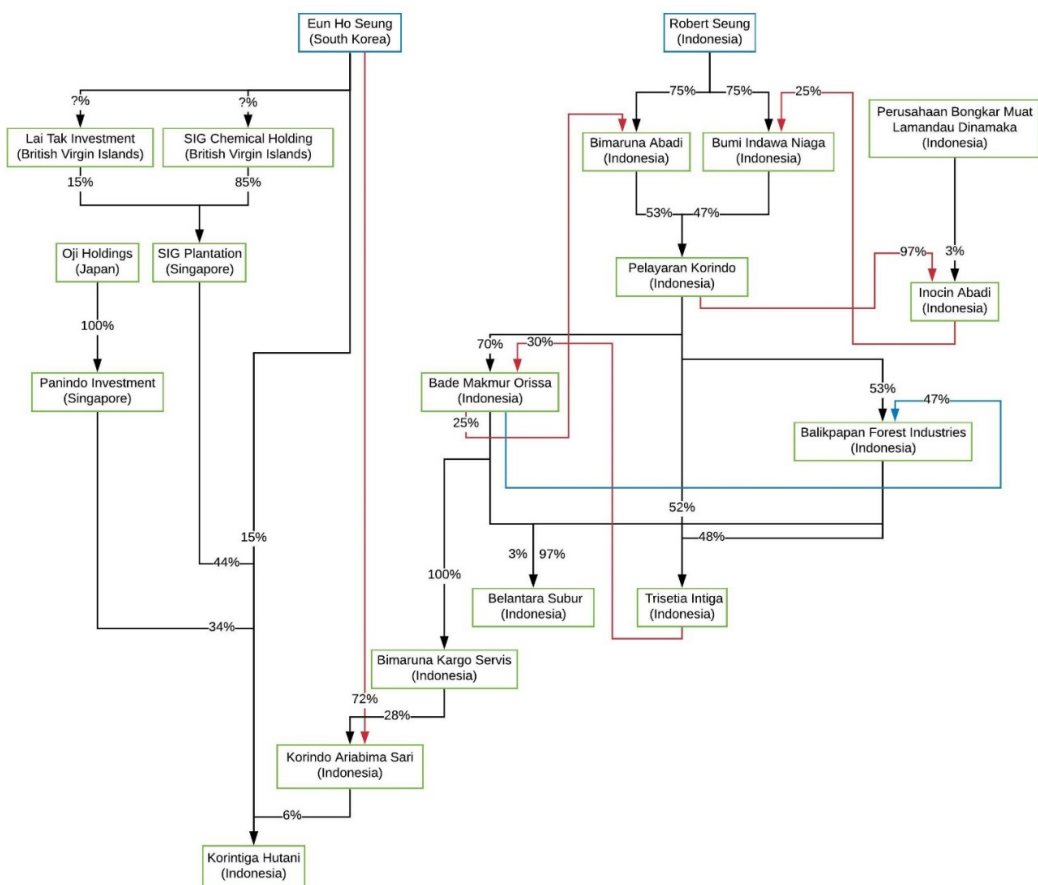 Eun Ho Seung
(South Korea)
Robert Seung
(Indonesia)
?%
?%
75%
75%
25%
Lai Tak Investment
(British Virgin Islands)
SIG Chemical Holding
(British Virgin Islands)
Bimaruna Abadi
(Indonesia)
Bumi Indawa Niaga
(Indonesia)
Perusahaan Bongkar Muat
Lamandau Dinamaka
(Indonesia)
15%
85%
53%
47%
Oji Holdings
(Japan)
SIG Plantation
(Singapore)
Pelayaran Korindo
(Indonesia)
97%
3%
Inocin Abadi
(Indonesia)
100%
70%
30%
Panindo Investment
(Singapore)
Bade Makmur Orissa
(Indonesia)
53%
47%
25%
Balikpapan Forest Industries
(Indonesia)
52%
15%
48%
44%
3%
97%
100%
Belantara Subur
(Indonesia)
Trisetia Intiga
(Indonesia)
34%
Bimaruna Kargo Servis
(Indonesia)
72%
28%
Korindo Ariabima Sari
(Indonesia)
6%
Korintiga Hutani
(Indonesia)